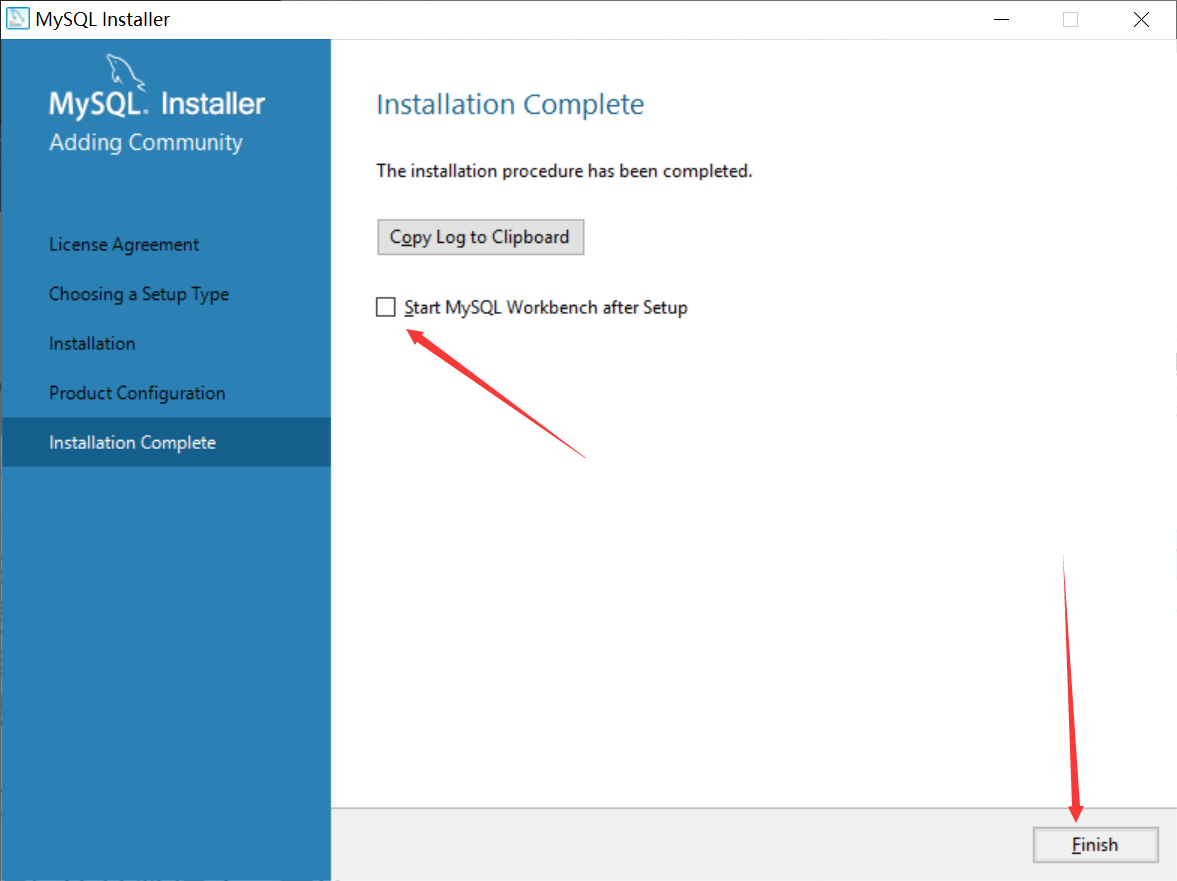 MySQL Installer
MySQL. Installer
Adding Community
License Agreement
Choosing a Setup Type
Installation
Product Configuration
Installation Complete
Installation Complete
The installation procedure has been completed.
Copy Log to Clipboard
Start MySQL Workbench after Setup
Finish